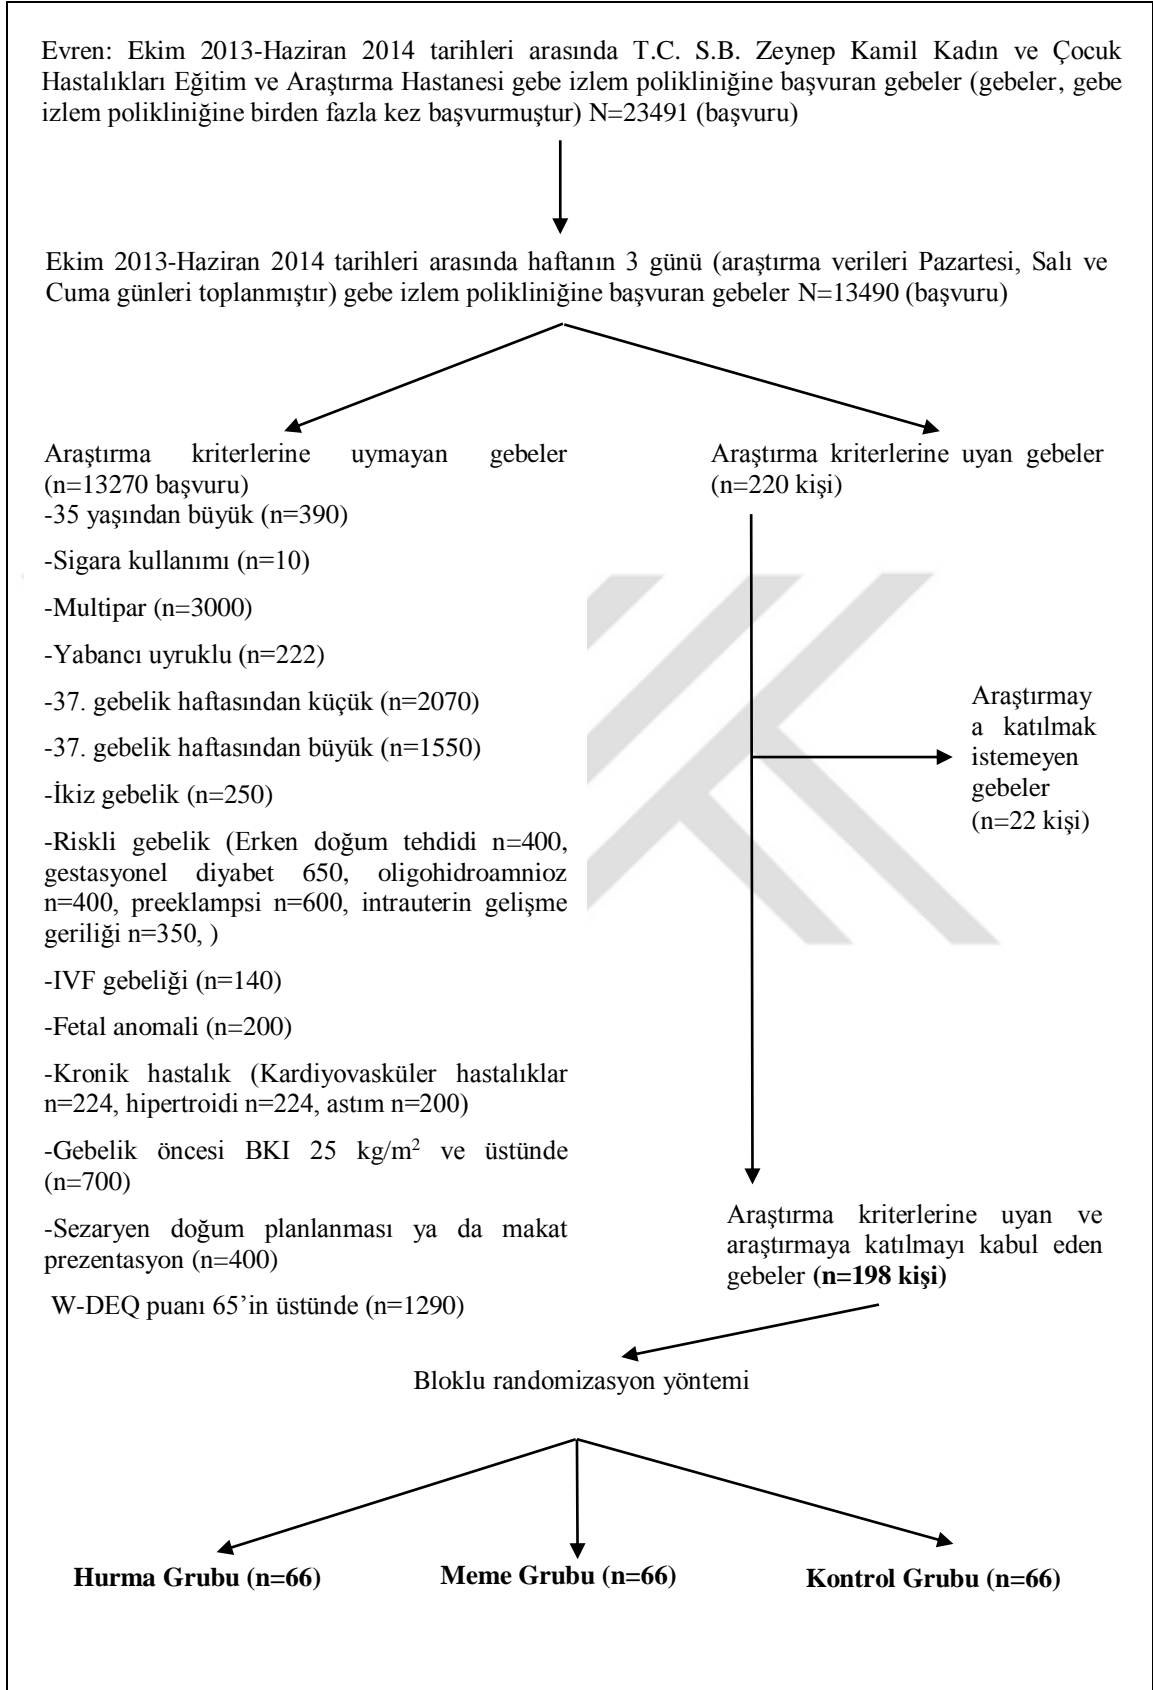 Evren: Ekim 2013-Haziran 2014 tarihleri arasında T.C. S.B. Zeynep Kamil Kadın ve Çocuk
Hastalıkları Eğitim ve Araştırma Hastanesi gebe izlem polikliniğine başvuran gebeler (gebeler, gebe
izlem polikliniğine birden fazla kez başvurmuştur) N=23491 (başvuru)
Ekim 2013-Haziran 2014 tarihleri arasında haftanın 3 günü (araştırma verileri Pazartesi, Salı ve
Cuma günleri toplanmıştır) gebe izlem polikliniğine başvuran gebeler N=13490 (başvuru)
Araştırma kriterlerine uymayan gebeler
(n=13270 başvuru)
-35 yaşından büyük (n=390)
-Sigara kullanımı (n=10)
-Multipar (n=3000)
-Yabancı uyruklu (n=222)
-37. gebelik haftasından küçük (n=2070)
-37. gebelik haftasından büyük (n=1550)
-İkiz gebelik (n=250)
-Riskli gebelik (Erken doğum tehdidi n=400,
gestasyonel diyabet 650, oligohidroamnioz
n=400, preeklampsi n=600, intrauterin gelişme
geriliği n=350, )
-IVF gebeliği (n=140)
-Fetal anomali (n=200)
-Kronik hastalık (Kardiyovasküler hastalıklar
n=224, hipertroidi n=224, astım n=200)
-Gebelik öncesi BKI 25 kg/m² ve üstünde
(n=700)
-Sezaryen doğum planlanması ya da makat
prezentasyon (n=400)
W-DEQ puanı 65’in üstünde (n=1290)
Araştırma kriterlerine uyan gebeler
(n=220 kişi)
Araştırmay
a katılmak
istemeyen
gebeler
(n=22 kişi)
Araştırma kriterlerine uyan ve
araştırmaya katılmayı kabul eden
gebeler (n=198 kişi)
Bloklu randomizasyon yöntemi
Hurma Grubu (n=66)
Meme Grubu (n=66)
Kontrol Grubu (n=66)